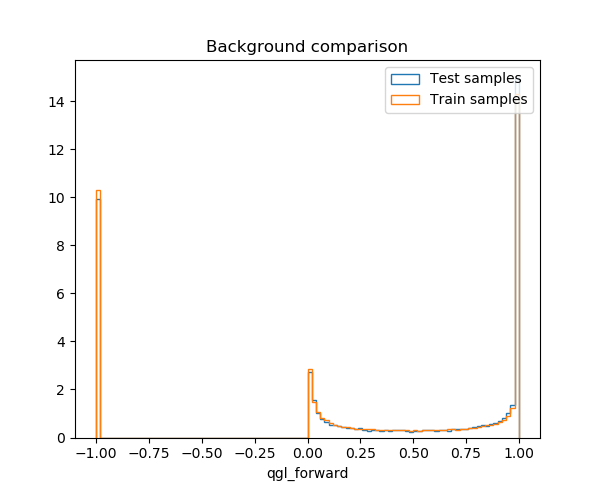 Background comparison
Test samples
Train samples
14
12
10
8
6
4
2
0
−1.00 −0.75 −0.50 −0.25 0.00 0.25 0.50 0.75 1.00
qgl_forward